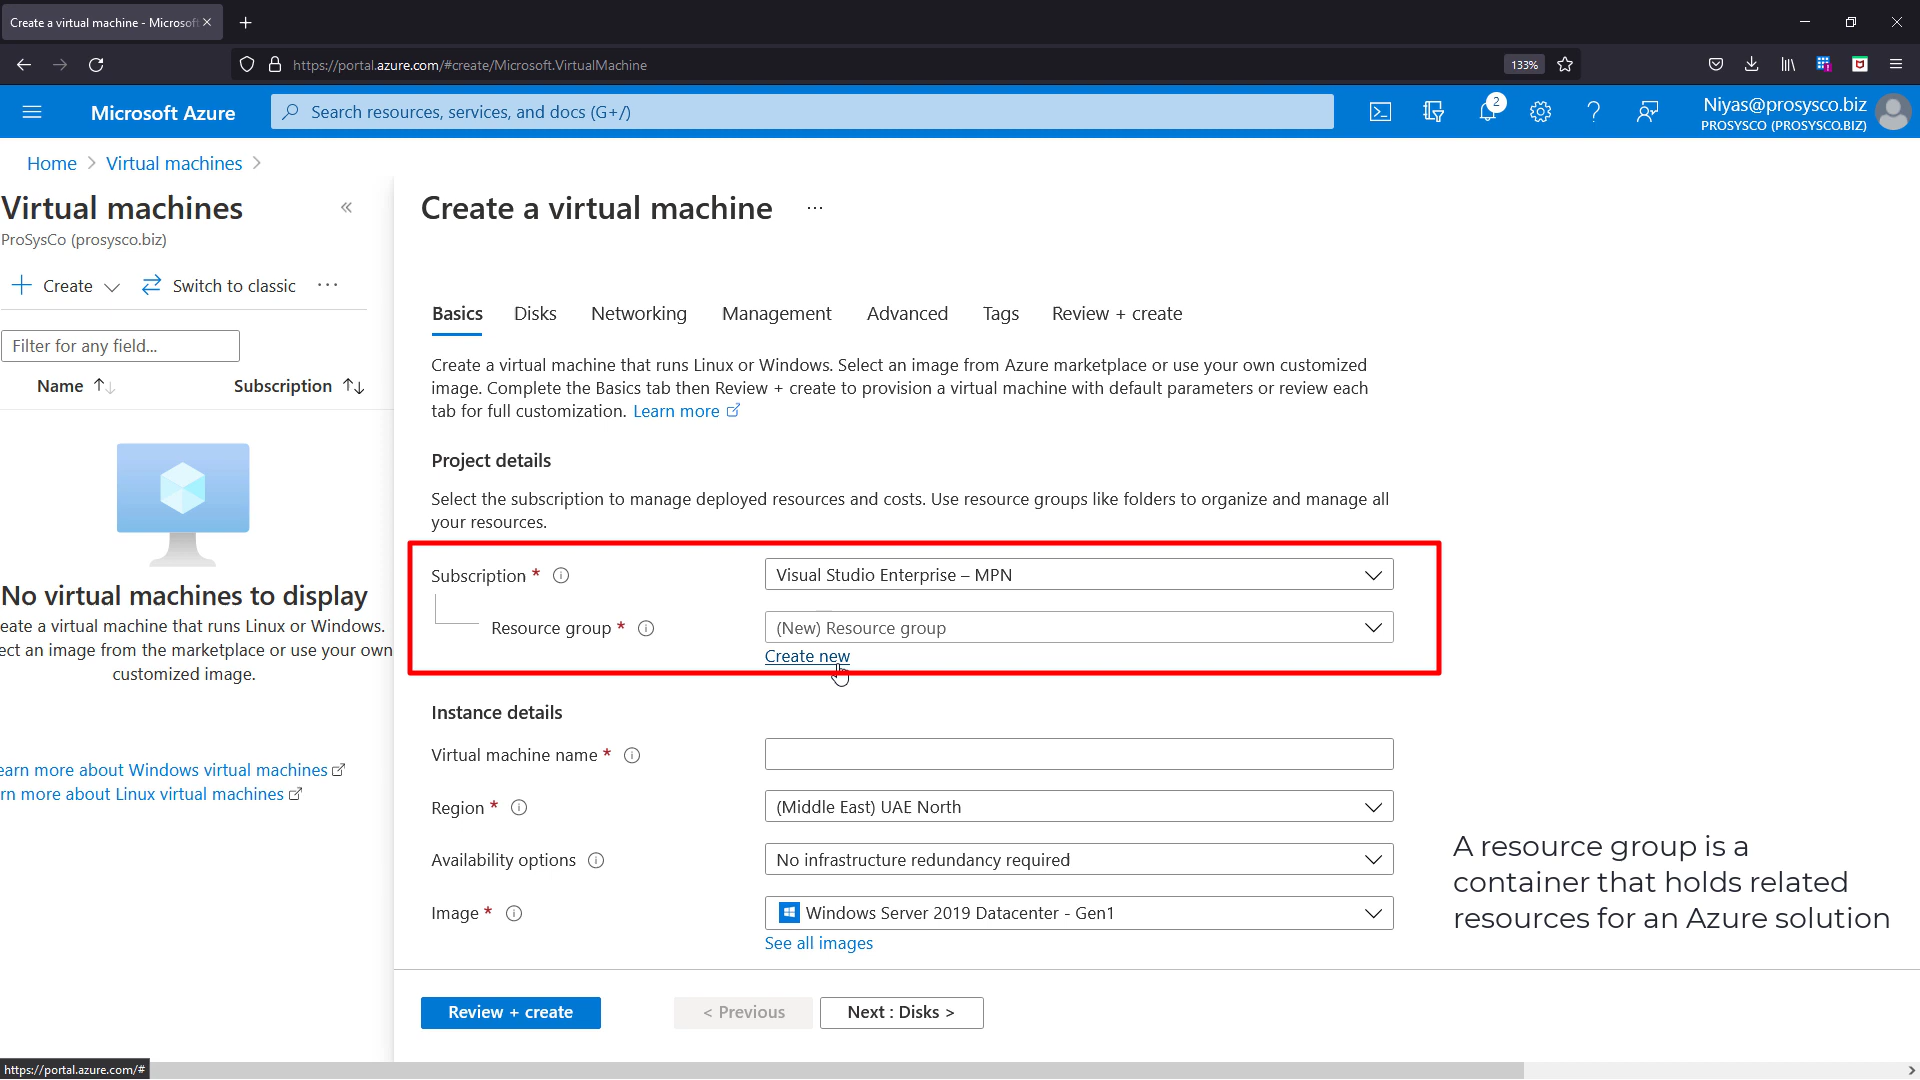 Create a virtual machine - Microsoft
https://portal.azure.com/#create/Microsoft.VirtualMachine
133%
Microsoft Azure
Search resources, services, and docs (G+/)
2
Niyas@prosysco.biz
PROSYSCO (PROSYSCO.BIZ)
Home > Virtual machines >
Virtual machines
ProSysCo (prosysco.biz)
Create
Switch to classic
Filter for any field...
Name
Subscription
No virtual machines to display
eate a virtual machine that runs Linux or Windows.
ect an image from the marketplace or use your own
customized image.
earn more about Windows virtual machines
rn more about Linux virtual machines
Create a virtual machine ...
Basics Disks Networking Management Advanced Tags Review + create
Create a virtual machine that runs Linux or Windows. Select an image from Azure marketplace or use your own customized
image. Complete the Basics tab then Review + create to provision a virtual machine with default parameters or review each
tab for full customization. Learn more
Project details
Select the subscription to manage deployed resources and costs. Use resource groups like folders to organize and manage all
your resources.
Subscription *
Visual Studio Enterprise – MPN
Resource group *
(New) Resource group
Create new
Instance details
Virtual machine name *
Region *
(Middle East) UAE North
Availability options
No infrastructure redundancy required
Image *
Windows Server 2019 Datacenter - Gen1
See all images
A resource group is a
container that holds related
resources for an Azure solution
Review + create
< Previous
Next : Disks >
https://portal.azure.com/#